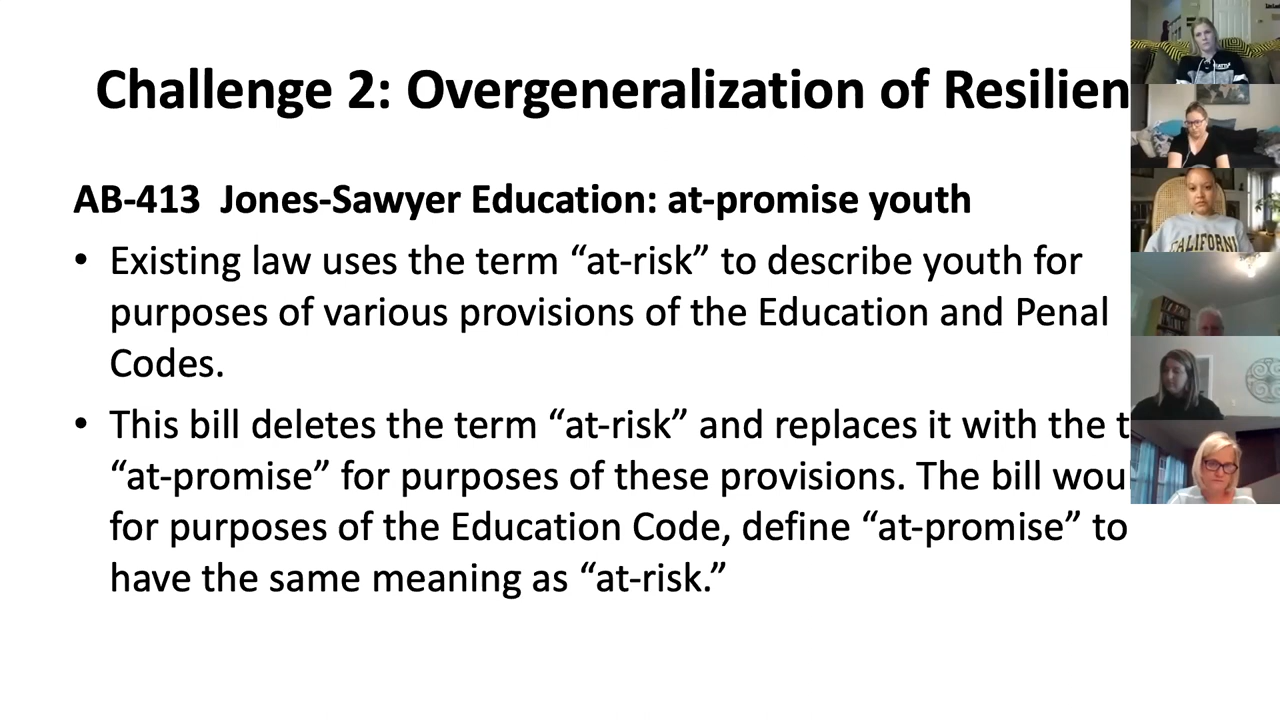 Challenge 2: Overgeneralization of Resilien
AB-413 Jones-Sawyer Education: at-promise youth
• Existing law uses the term “at-risk” to describe youth for
purposes of various provisions of the Education and Penal
Codes.
• This bill deletes the term “at-risk” and replaces it with the t
“at-promise” for purposes of these provisions. The bill wou
for purposes of the Education Code, define “at-promise” to
have the same meaning as “at-risk.”
CALIFORNI